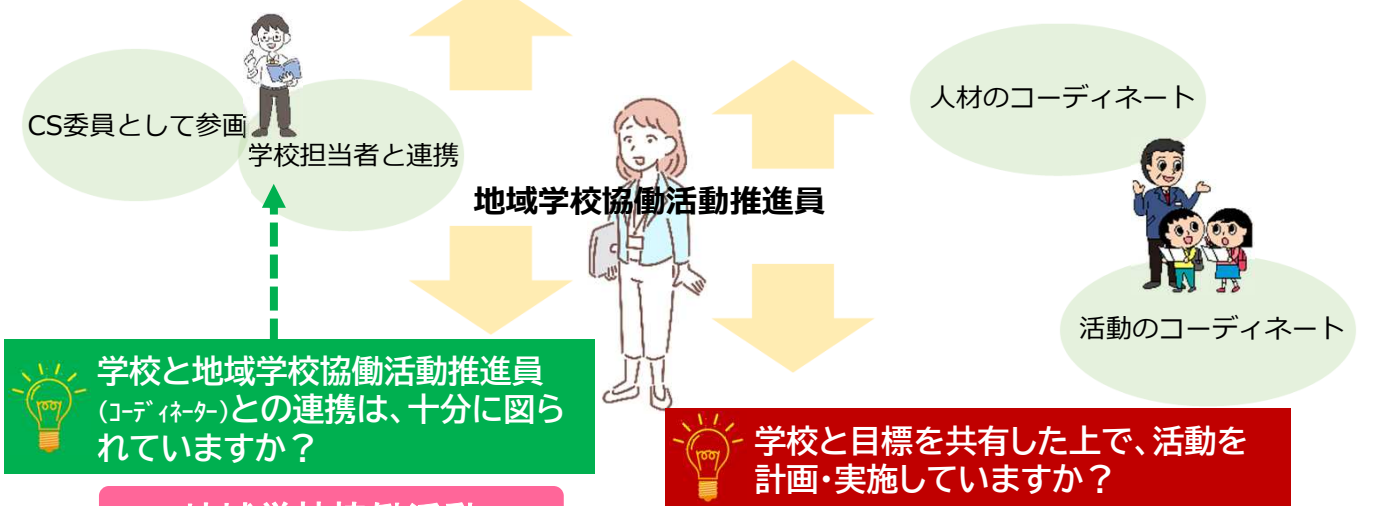 人材のコーディネート
CS委員として参画
学校担当者と連携
地域学校協働活動推進員
活動のコーディネート
学校と地域学校協働活動推進員
(ｺｰﾃﾞｨﾈｰﾀｰ)との連携は、十分に図ら
れていますか？
学校と目標を共有した上で、活動を
計画・実施していますか？